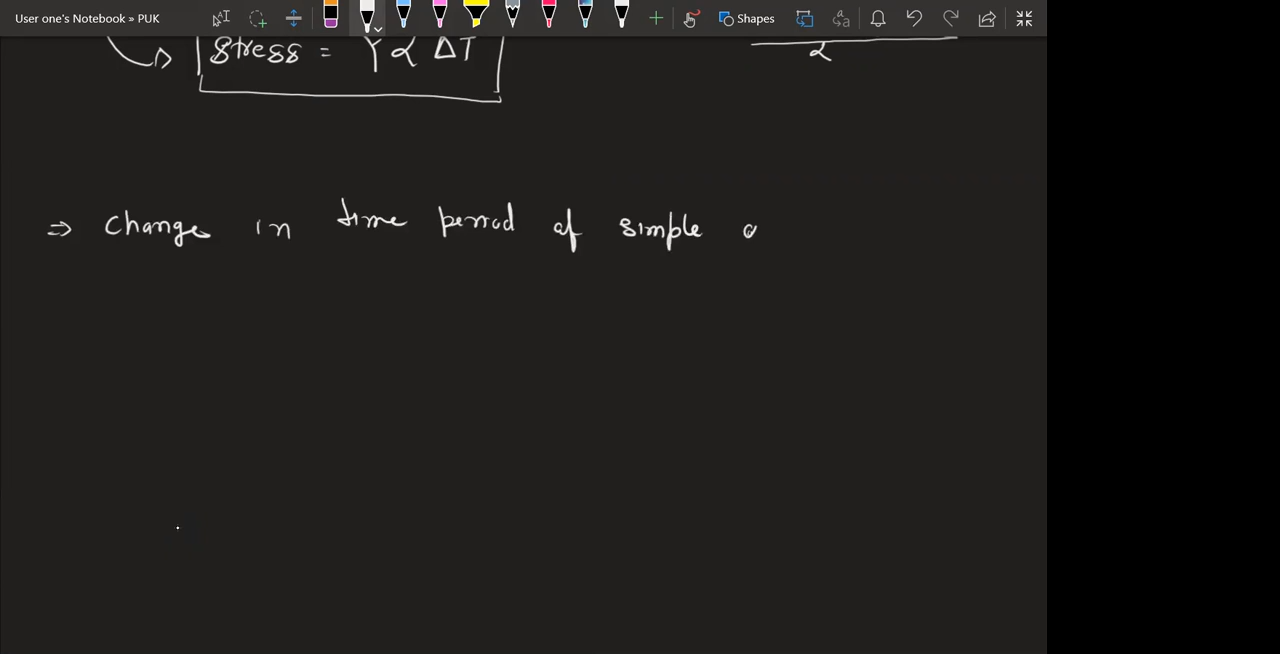 User one's Notebook » PUK
Shapes
Stress = Y α ΔT
α
⇒ Change in time period of simple